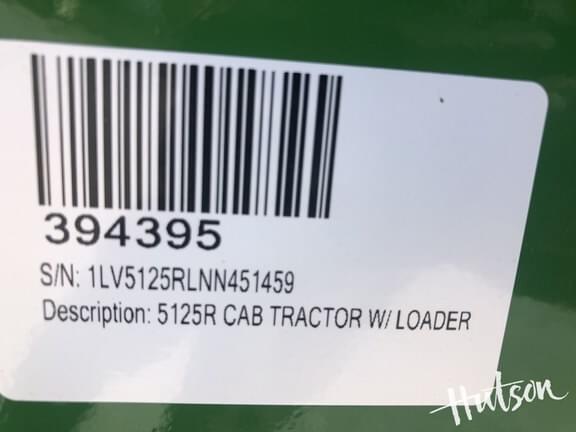 394395
S/N: 1LV5125RLNN451459
Description: 5125R CAB TRACTOR W/ LOADER
Hutson